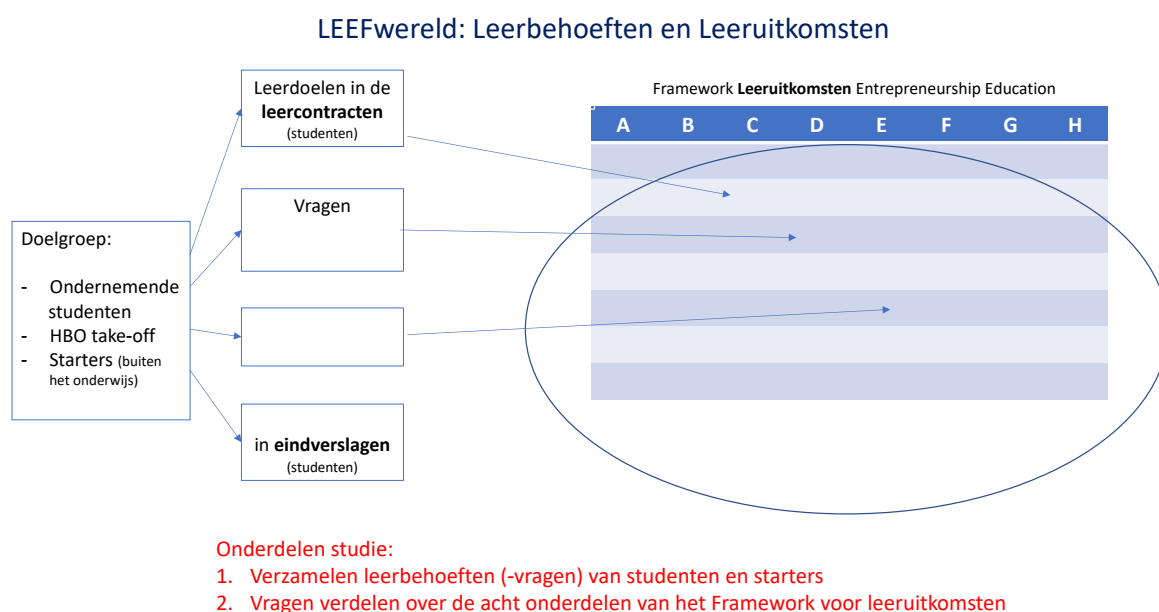 LEEFwereld: Leerbehoeften en Leeruitkomsten
Leerdoelen in de
leercontracten
(studenten)
Vragen
in eindverslagen
(studenten)
Doelgroep:
- Ondernemende
studenten
- HBO take-off
- Starters (buiten
het onderwijs)
Framework Leeruitkomsten Entrepreneurship Education
A B C D E F G H
Onderdelen studie:
1. Verzamelen leerbehoeften (-vragen) van studenten en starters
2. Vragen verdelen over de acht onderdelen van het Framework voor leeruitkomsten